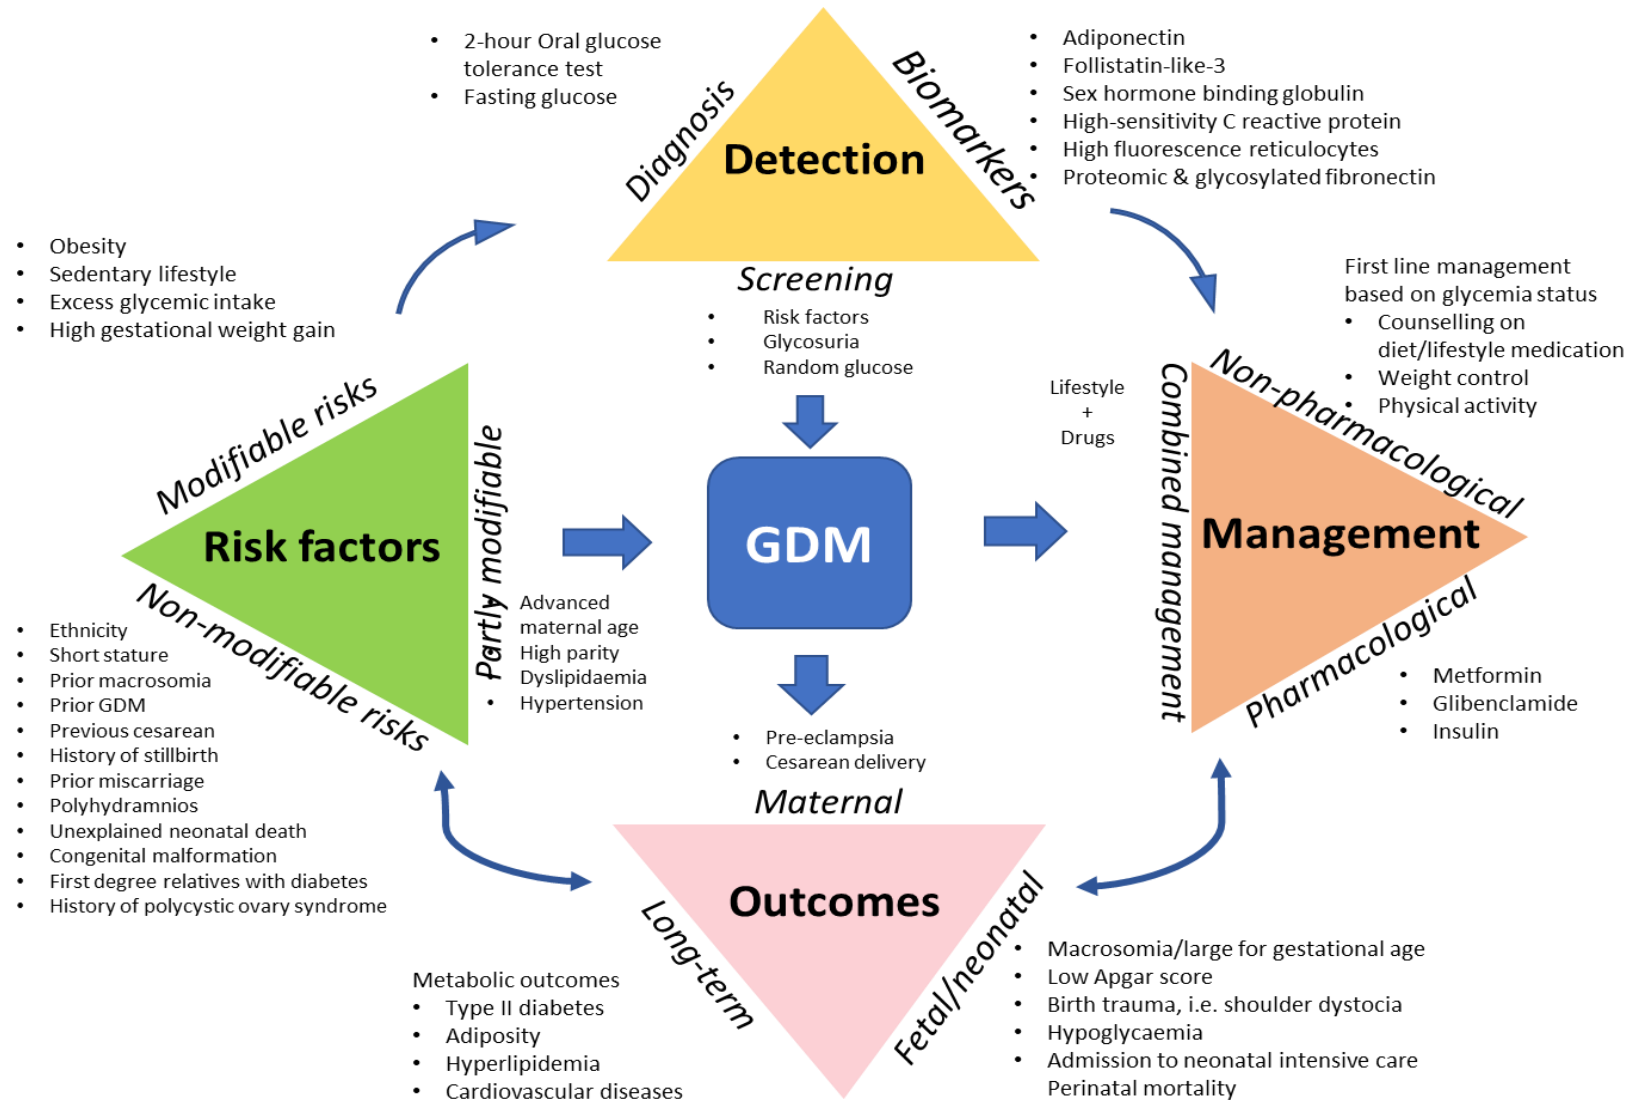 • 2-hour Oral glucose
tolerance test
• Fasting glucose
Diagnosis
Detection
Biomarkers
• Adiponectin
• Follistatin-like-3
• Sex hormone binding globulin
• High-sensitivity C reactive protein
• High fluorescence reticulocytes
• Proteomic & glycosylated fibronectin
Screening
• Risk factors
• Glycosuria
• Random glucose
• Obesity
• Sedentary lifestyle
• Excess glycemic intake
• High gestational weight gain
Modifiable risks
Risk factors
Partly modifiable
Non-modifiable risks
• Advanced
maternal age
• High parity
Dyslipidaemia
• Hypertension
• Ethnicity
• Short stature
• Prior macrosomia
• Prior GDM
• Previous cesarean
• History of stillbirth
• Prior miscarriage
• Polyhydramnios
• Unexplained neonatal death
• Congenital malformation
• First degree relatives with diabetes
• History of polycystic ovary syndrome
GDM
Lifestyle
+
Drugs
Combined management
Management
Non-pharmacological
First line management
based on glycemia status
• Counselling on
diet/lifestyle medication
• Weight control
• Physical activity
Pharmacological
• Metformin
• Glibenclamide
• Insulin
• Pre-eclampsia
• Cesarean delivery
Maternal
Outcomes
Long-term
Metabolic outcomes
• Type II diabetes
• Adiposity
• Hyperlipidemia
• Cardiovascular diseases
Fetal/neonatal
• Macrosomia/large for gestational age
• Low Apgar score
• Birth trauma, i.e. shoulder dystocia
• Hypoglycaemia
• Admission to neonatal intensive care
Perinatal mortality